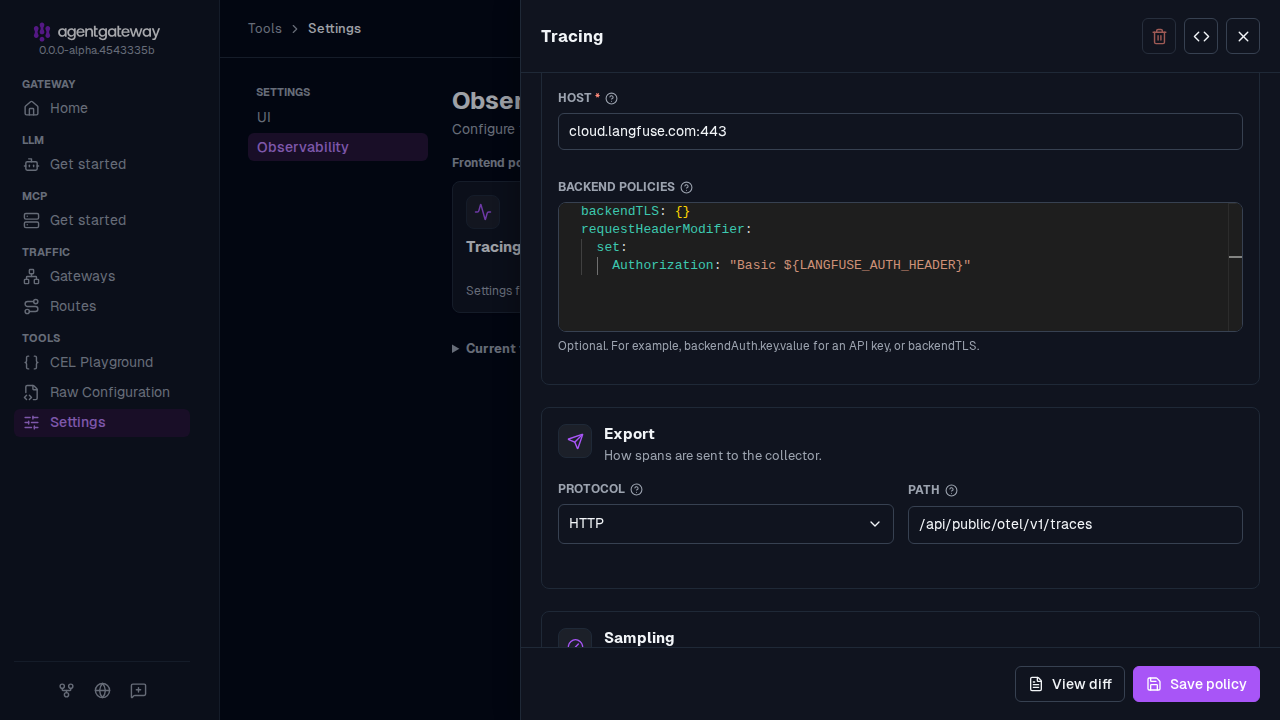 agentgateway
0.0.0-alpha.4543335b
GATEWAY
Home
LLM
Get started
MCP
Get started
TRAFFIC
Gateways
Routes
TOOLS
CEL Playground
Raw Configuration
Settings
Tools > Settings
SETTINGS
UI
Observability
Obser
Configure
Frontend po
Tracing
Settings f
Current
Tracing
HOST *
cloud.langfuse.com:443
BACKEND POLICIES
backendTLS: {}
requestHeaderModifier:
set:
Authorization: "Basic ${LANGFUSE_AUTH_HEADER}"
Optional. For example, backendAuth.key.value for an API key, or backendTLS.
Export
How spans are sent to the collector.
PROTOCOL
HTTP
PATH
/api/public/otel/v1/traces
Sampling
View diff
Save policy